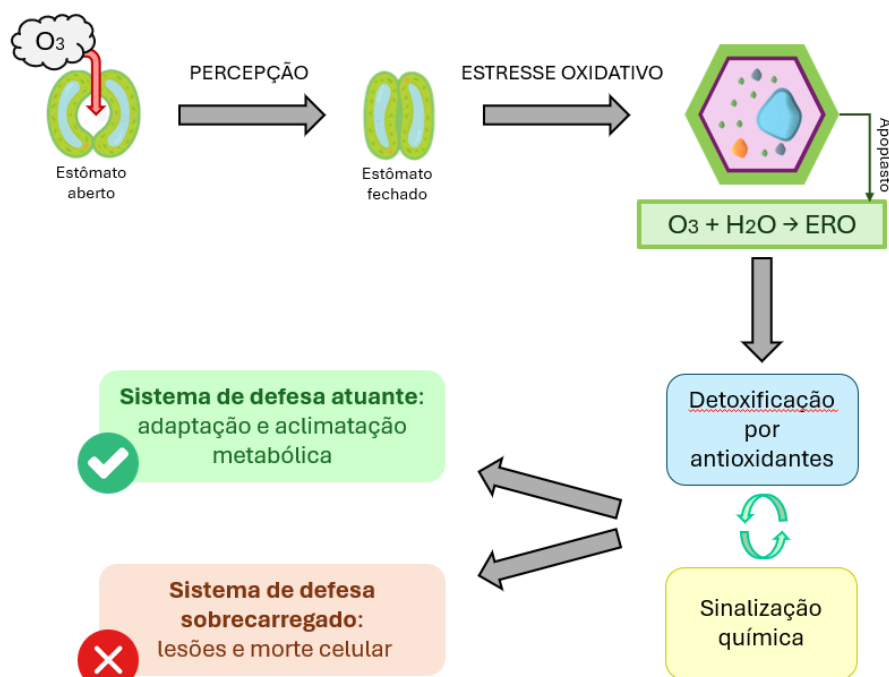 O3
PERCEPÇÃO
ESTRESSE OXIDATIVO
Estômato
aberto
Estômato
fechado
Apoplasto
O3 + H2O → ERO
Sistema de defesa atuante:
adaptação e aclimatação
metabólica
Detoxificação
por
antioxidantes
Sistema de defesa
sobrecarregado:
lesões e morte celular
Sinalização
química